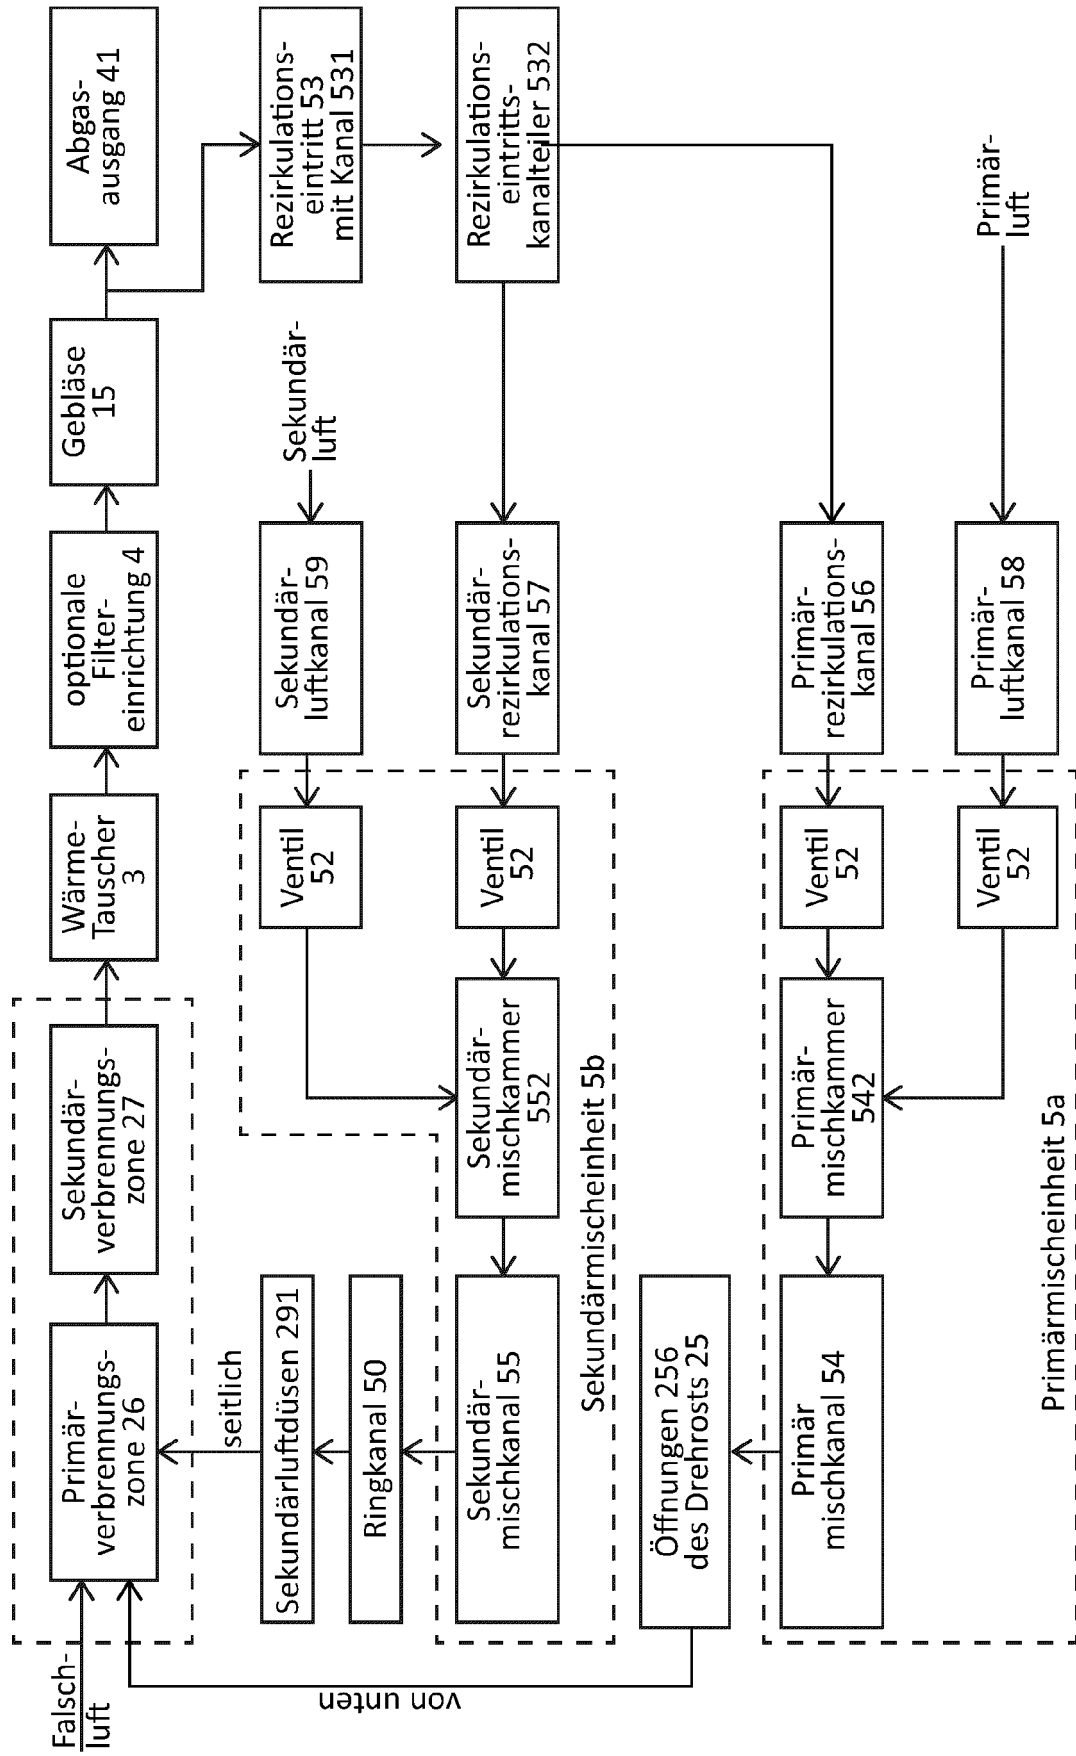 Falsch-
luft
Primär-
verbrennungs-
zone 26
Sekundär-
verbrennungs-
zone 27
Wärme-
Tauscher
3
optionale
Filter-
einrichtung 4
Gebläse
15
Abgas-
ausgang 41
seitlich
Sekundärluftdüsen 291
Ringkanal 50
Ventil
52
Sekundär-
luftkanal 59
Sekundär-
luft
Rezirkulations-
eintritt 53
mit Kanal 531
Sekundär-
mischkanal 55
Sekundär-
mischkammer
552
Ventil
52
Sekundär-
rezirkulations-
kanal 57
Rezirkulations-
eintritts-
kanalteiler 532
Sekundärmischeinheit 5b
von unten
Öffnungen 256
des Drehrosts 25
Primär
mischkanal 54
Primär-
mischkammer
542
Ventil
52
Primär-
rezirkulations-
kanal 56
Ventil
52
Primär-
luftkanal 58
Primär-
luft
Primärmischeinheit 5a